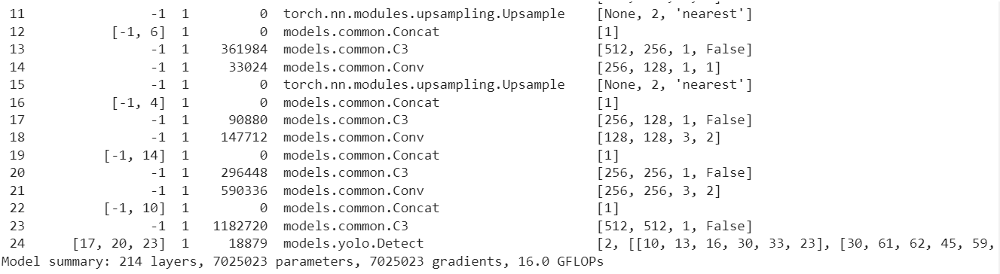 11 -1 1 0 torch.nn.modules.upsampling.Upsample [None, 2, 'nearest']
12 [-1, 6] 1 0 models.common.Concat [1]
13 -1 1 361984 models.common.C3 [512, 256, 1, False]
14 -1 1 33024 models.common.Conv [256, 128, 1, 1]
15 -1 1 0 torch.nn.modules.upsampling.Upsample [None, 2, 'nearest']
16 [-1, 4] 1 0 models.common.Concat [1]
17 -1 1 90880 models.common.C3 [256, 128, 1, False]
18 -1 1 147712 models.common.Conv [128, 128, 3, 2]
19 [-1, 14] 1 0 models.common.Concat [1]
20 -1 1 296448 models.common.C3 [256, 256, 1, False]
21 -1 1 590336 models.common.Conv [256, 256, 3, 2]
22 [-1, 10] 1 0 models.common.Concat [1]
23 -1 1 1182720 models.common.C3 [512, 512, 1, False]
24 [17, 20, 23] 1 18879 models.yolo.Detect [2, [[10, 13, 16, 30, 33, 23], [30, 61, 62, 45, 59,
Model summary: 214 layers, 7025023 parameters, 7025023 gradients, 16.0 GFLOPs